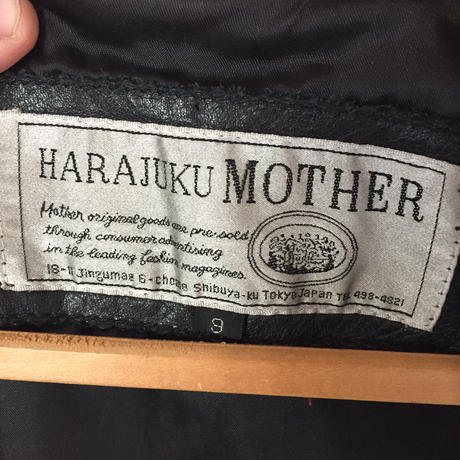 HARAJUKU MOTHER
Mother original goods are pre-sold
through consumer advertising
in the leading fashion magazines.
18-11 Jingumae 6-chome Shibuya-ku Tokyo Japan TEL 498-4821
9